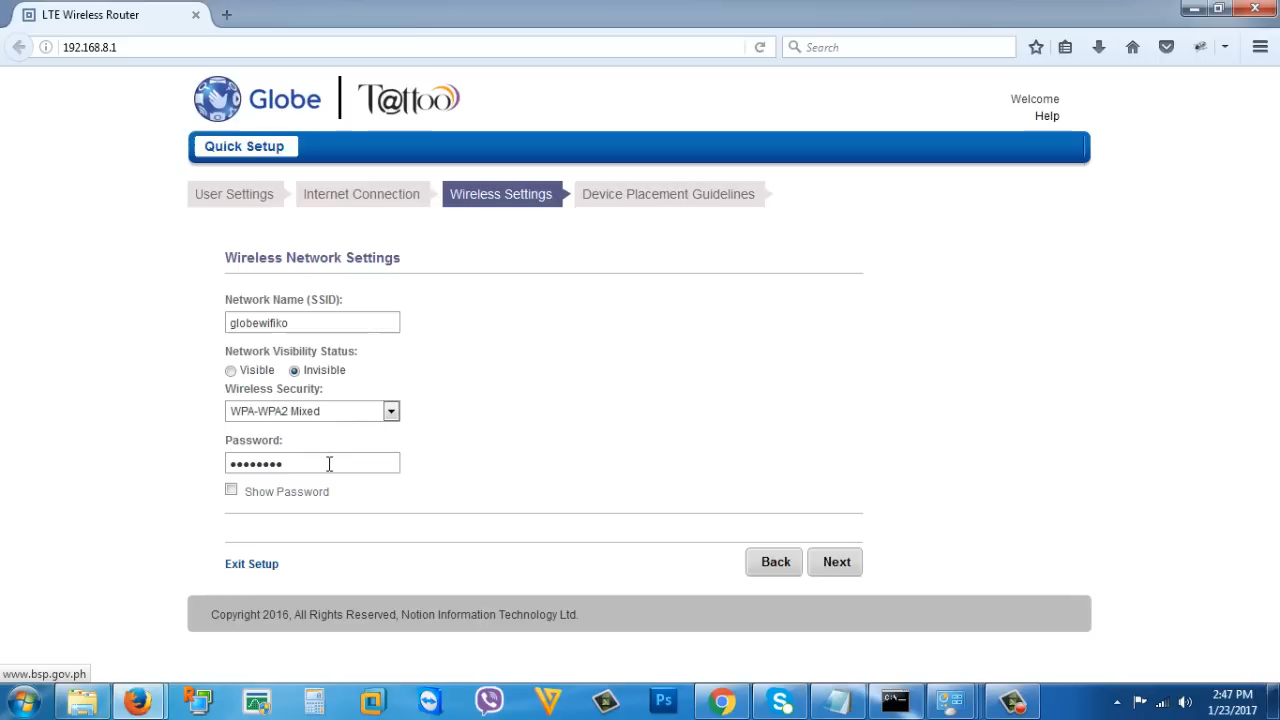 LTE Wireless Router
192.168.8.1
Search
Globe
T@ttoo
Welcome
Help
Quick Setup
User Settings
Internet Connection
Wireless Settings
Device Placement Guidelines
Wireless Network Settings
Network Name (SSID):
globewifiko
Network Visibility Status:
Visible
Invisible
Wireless Security:
WPA-WPA2 Mixed
Password:
••••••••
Show Password
Exit Setup
Back
Next
Copyright 2016, All Rights Reserved, Notion Information Technology Ltd.
www.bsp.gov.ph
Ps
2:47 PM
1/23/2017